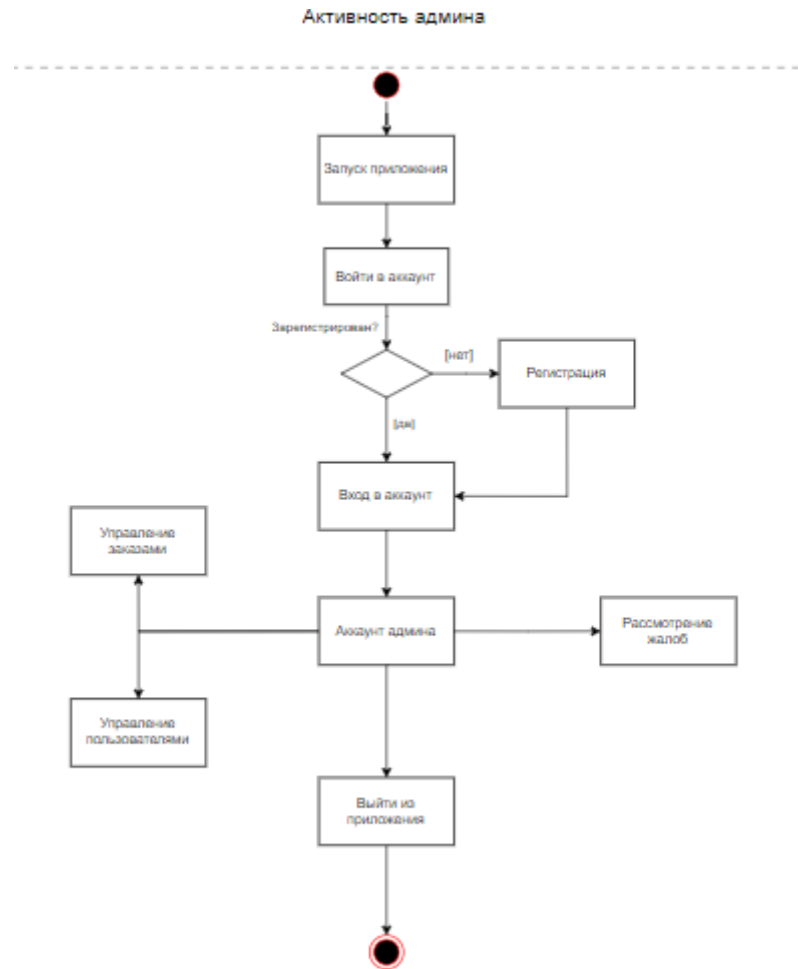 Активность админа
Запуск приложения
Войти в аккаунт
Зарегистрирован?
[нет]
Регистрация
[да]
Вход в аккаунт
Управление
заказами
Аккаунт админа
Рассмотрение
жалоб
Управление
пользователями
Выйти из
приложения